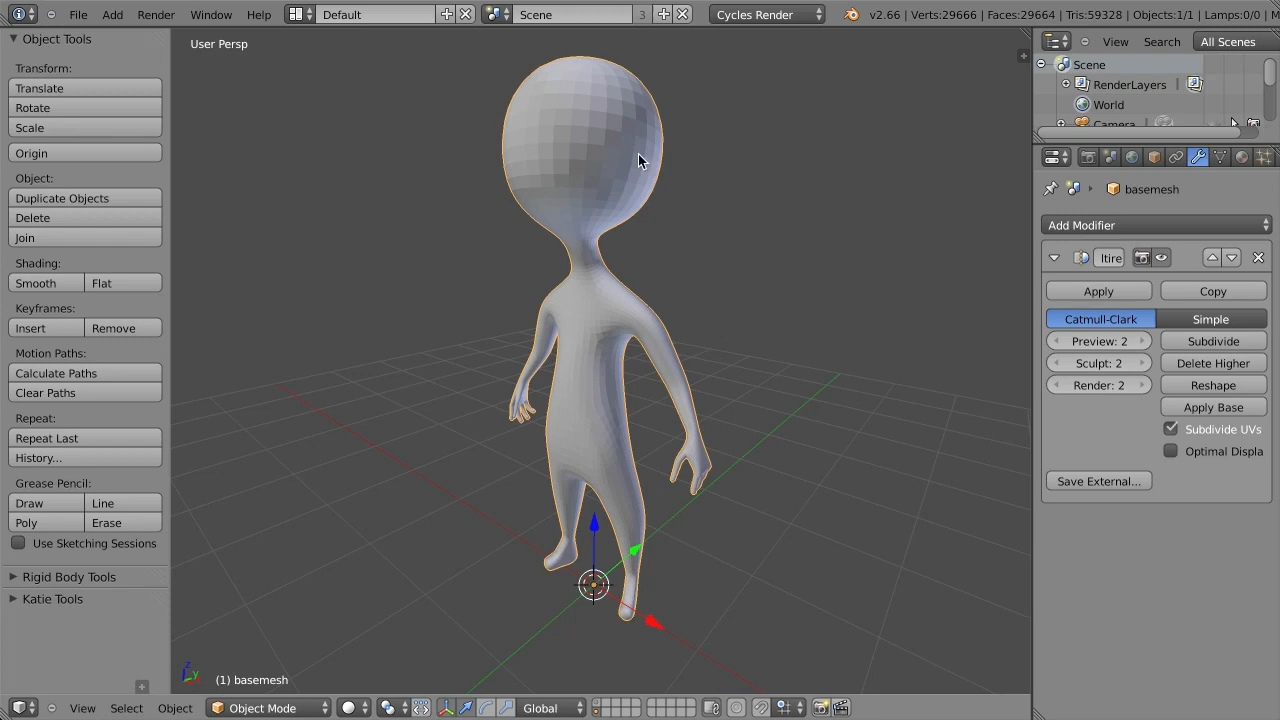 File Add Render Window Help Default Scene 3 Cycles Render v2.66 | Verts:29666 | Faces:29664 | Tris:59328 | Objects:1/1 | Lamps:0/0 |
Object Tools
Transform:
Translate
Rotate
Scale
Origin
Object:
Duplicate Objects
Delete
Join
Shading:
Smooth Flat
Keyframes:
Insert Remove
Motion Paths:
Calculate Paths
Clear Paths
Repeat:
Repeat Last
History...
Grease Pencil:
Draw Line
Poly Erase
Use Sketching Sessions
Rigid Body Tools
Katie Tools
User Persp
z
y
(1) basemesh
View Select Object Object Mode Global
View Search All Scenes
Scene
RenderLayers |
World
Camera
basemesh
Add Modifier
ltire
Apply Copy
Catmull-Clark Simple
Preview: 2 Subdivide
Sculpt: 2 Delete Higher
Render: 2 Reshape
Apply Base
Subdivide UVs
Optimal Displa
Save External...